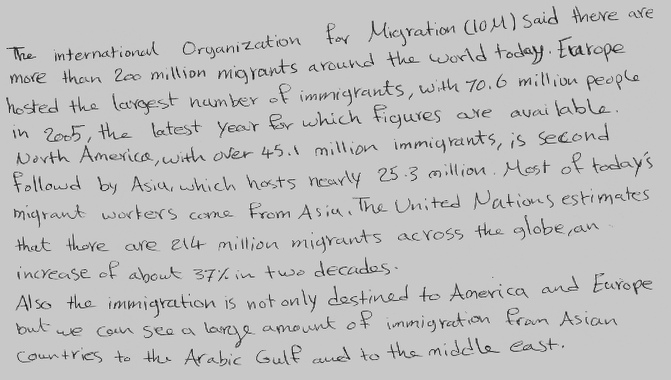 The international Organization for Migration (IOM) Said there are
more than 200 million migrants around the world today. Europe
hosted the largest number of immigrants, with 70.6 million people
in 2005, the latest year for which figures are available.
North America, with over 45.1 million immigrants, is second
followd by Asia, which hosts nearly 25.3 million. Most of today's
migrant workers come from Asia. The United Nations estimates
that there are 214 million migrants across the globe, an
increase of about 37% in two decades.
Also the immigration is not only destined to America and Europe
but we can see a large amount of immigration from Asian
Countries to the Arabic Gulf and to the middle east.